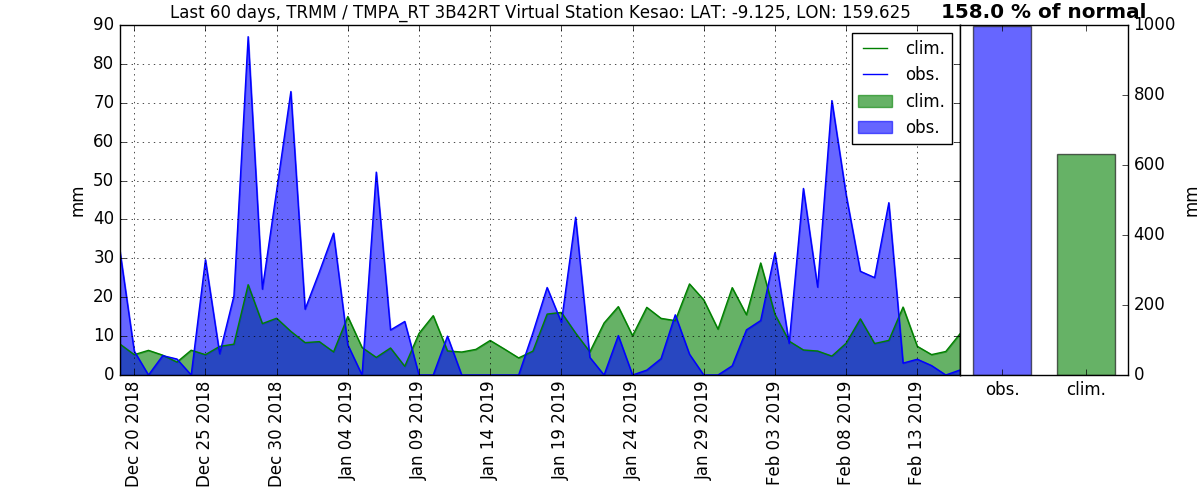 Last 60 days, TRMM / TMPA_RT 3B42RT Virtual Station Kesao: LAT: -9.125, LON: 159.625
158.0 % of normal
90
80
70
60
50
40
30
20
10
0
mm
clim.
obs.
clim.
obs.
1000
800
600
400
200
0
mm
Dec 20 2018
Dec 25 2018
Dec 30 2018
Jan 04 2019
Jan 09 2019
Jan 14 2019
Jan 19 2019
Jan 24 2019
Jan 29 2019
Feb 03 2019
Feb 08 2019
Feb 13 2019
obs.
clim.